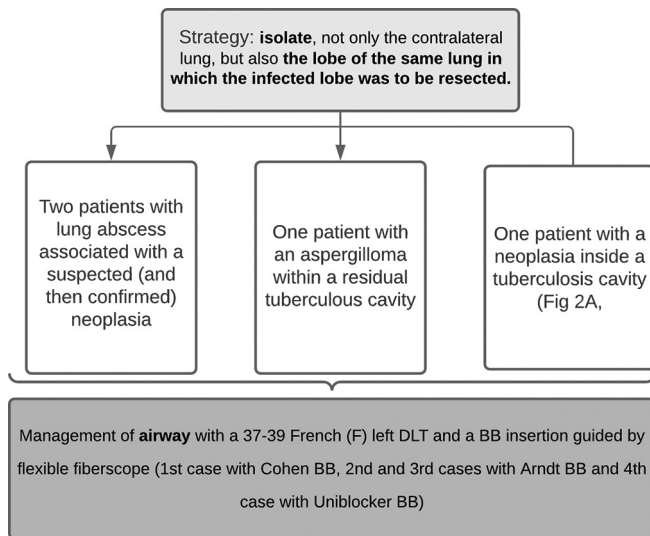 Strategy: isolate, not only the contralateral
lung, but also the lobe of the same lung in
which the infected lobe was to be resected.
Two patients with
lung abscess
associated with a
suspected (and
then confirmed)
neoplasia
One patient with
an aspergilloma
within a residual
tuberculous cavity
One patient with a
neoplasia inside a
tuberculosis cavity
(Fig 2A,
Management of airway with a 37-39 French (F) left DLT and a BB insertion guided by
flexible fiberscope (1st case with Cohen BB, 2nd and 3rd cases with Arndt BB and 4th
case with Uniblocker BB)